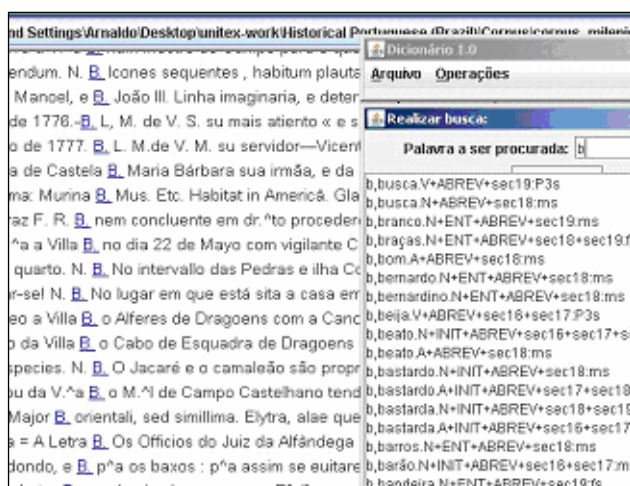 nd Settings\Arnaldo\Desktop\unitex-work\Historical Portuguese (Brazil)\Corpus\corpus_milenio
endum. N. B. Icones sequentes , habitum plauta
Manoel, e B. João III. Linha imaginaria, e deter
de 1776.-B. L, M. de V. S. su mais atiento « e s
o de 1777. B. L. M.de V. M. su servidor—Vicent
a de Castela B. Maria Bárbara sua irmãa, e da
ma: Murina B. Mus. Etc. Habitat in Americá. Gla
raz F. R. B. nem concluente em dr.^to proceder
^a a Villa B. no dia 22 de Mayo com vigilante C
quarto. N. B. No intervallo das Pedras e ilha Co
r-sel N. B. No lugar em que está sita a casa em
eo a Villa B. o Alferes de Dragoens com a Cano
o da Villa B. o Cabo de Esquadra de Dragoens
species. N. B. O Jacaré e o camaleão são propr
ou da V.^a B. o M.^l de Campo Castelhano tend
Major B. orientali, sed simillima. Elytra, alae que
a = A Letra B. Os Officios do Juiz da Alfândega
dondo, e B. p^a os baxos : p^a assim se euitare
Dicionário 1.0
Arquivo Operações
Realizar busca:
Palavra a ser procurada: b
b,busca.V+ABREV+sec19:P3s
b,busca.N+ABREV+sec18:ms
b,branco.N+ENT+ABREV+sec19:ms
b,braças.N+ENT+ABREV+sec18+sec19:f
b,bom.A+ABREV+sec18:ms
b,bernardo.N+ENT+ABREV+sec18:ms
b,bernardino.N+ENT+ABREV+sec18:ms
b,beija.V+ABREV+sec16+sec17:P3s
b,beato.N+INIT+ABREV+sec16+sec17+s
b,beato.A+ABREV+sec18:ms
b,bastardo.N+INIT+ABREV+sec18:ms
b,bastardo.A+INIT+ABREV+sec17+sec18
b,bastarda.N+INIT+ABREV+sec18+sec19
b,bastarda.A+INIT+ABREV+sec16+sec17
b,barros.N+ENT+ABREV+sec18:ms
b,barão.N+INIT+ABREV+sec16+sec17:m
b,bandeira.N+ENT+ABREV+sec19:fs